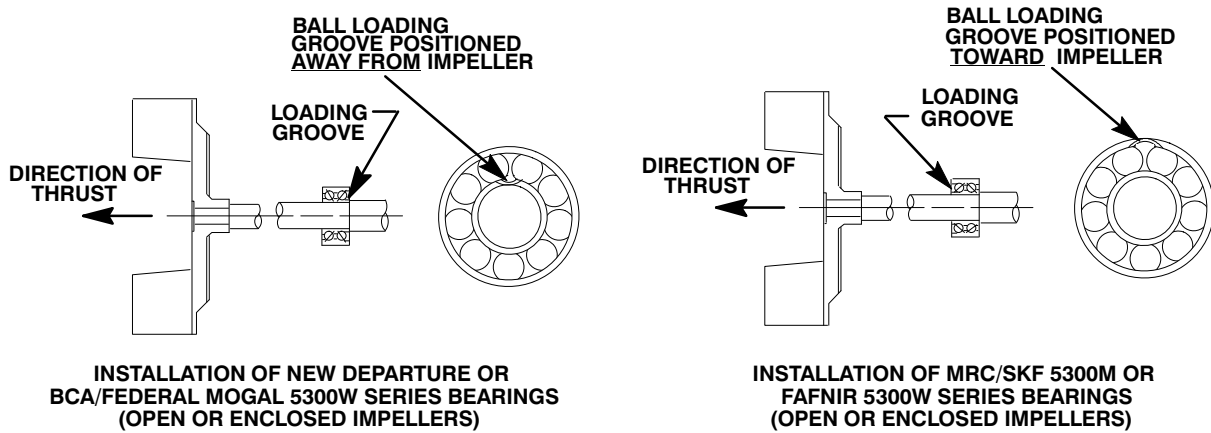 BALL LOADING
GROOVE POSITIONED
AWAY FROM IMPELLER
LOADING
GROOVE
DIRECTION OF
THRUST
INSTALLATION OF NEW DEPARTURE OR
BCA/FEDERAL MOGAL 5300W SERIES BEARINGS
(OPEN OR ENCLOSED IMPELLERS)
BALL LOADING
GROOVE POSITIONED
TOWARD IMPELLER
LOADING
GROOVE
DIRECTION OF
THRUST
INSTALLATION OF MRC/SKF 5300M OR
FAFNIR 5300W SERIES BEARINGS
(OPEN OR ENCLOSED IMPELLERS)